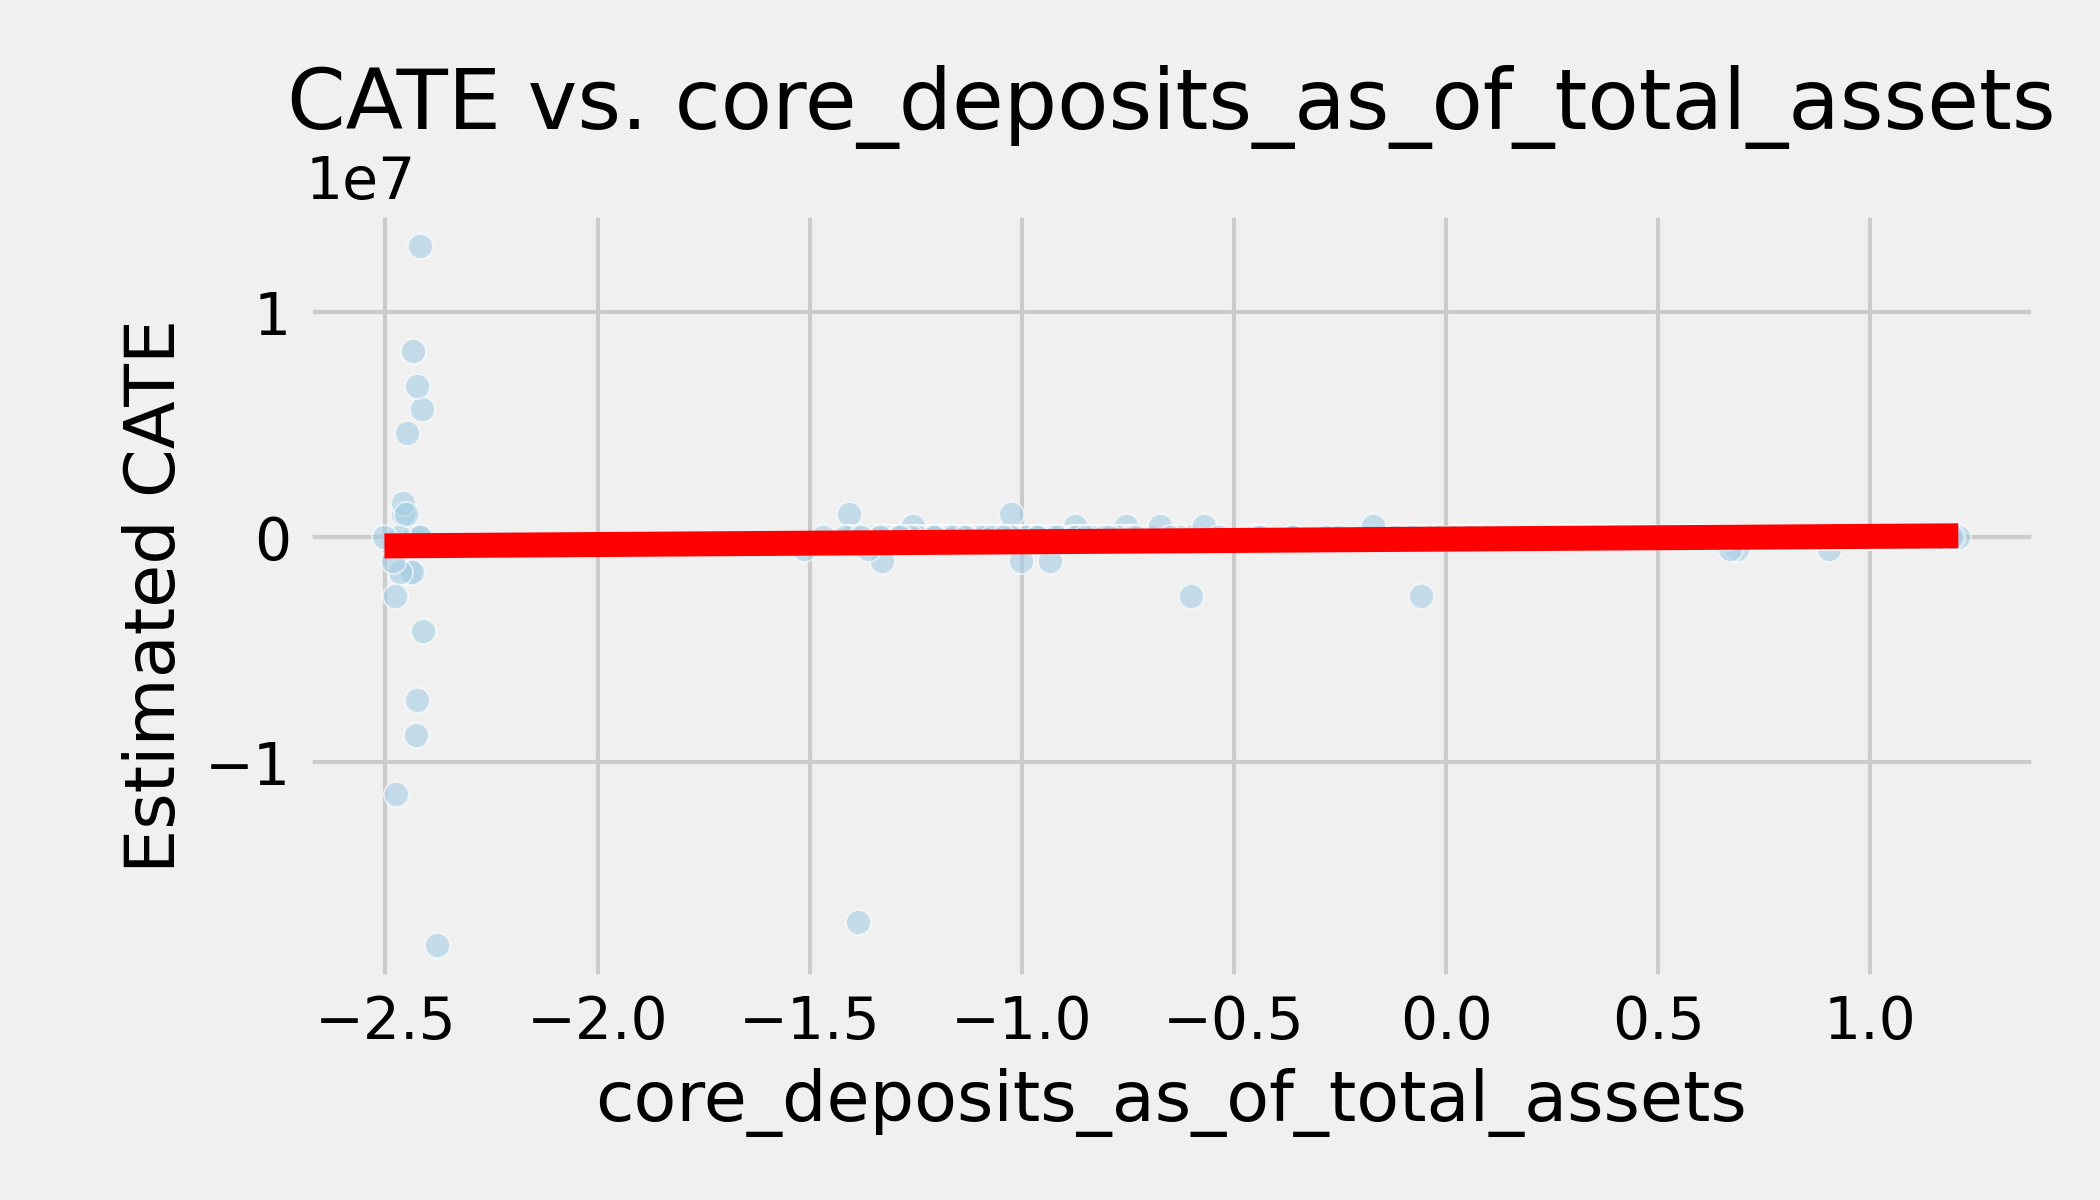 CATE vs. core_deposits_as_of_total_assets
1e7
1
0
−1
Estimated CATE
−2.5 −2.0 −1.5 −1.0 −0.5 0.0 0.5 1.0
core_deposits_as_of_total_assets